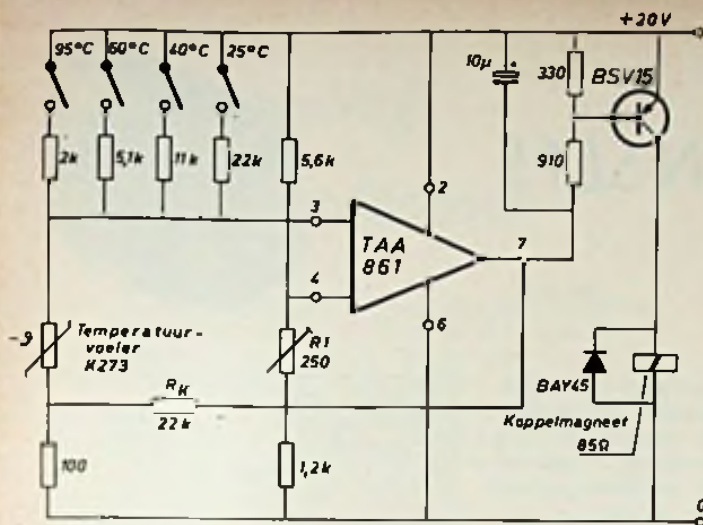 +20V
95°C 60°C 40°C 25°C
10μ + 330 BSV15
2k 5,1k 11k 22k 5,6k 910
2
3
TAA
861
7
4
6
-ϑ Temperatuur-
voeler
K273
R1
250
BAY45
RK
22k
Koppelmagneet
85Ω
100 1,2k
0